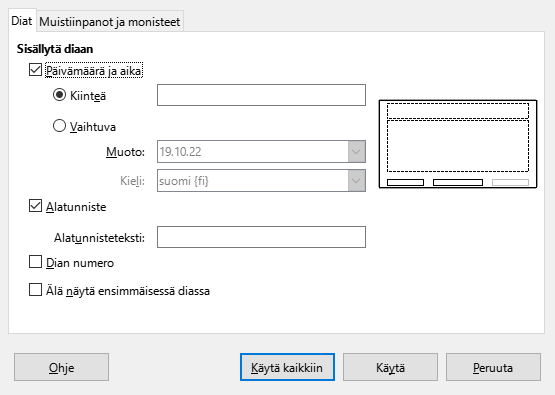 Diat
Muistiinpanot ja monisteet
Sisällytä diaan
Päivämäärä ja aika
Kiinteä
Vaihtuva
Muoto: 19.10.22
Kieli: suomi {fi}
Alatunniste
Alatunnisteteksti:
Dian numero
Älä näytä ensimmäisessä diassa
Ohje
Käytä kaikkiin
Käytä
Peruuta